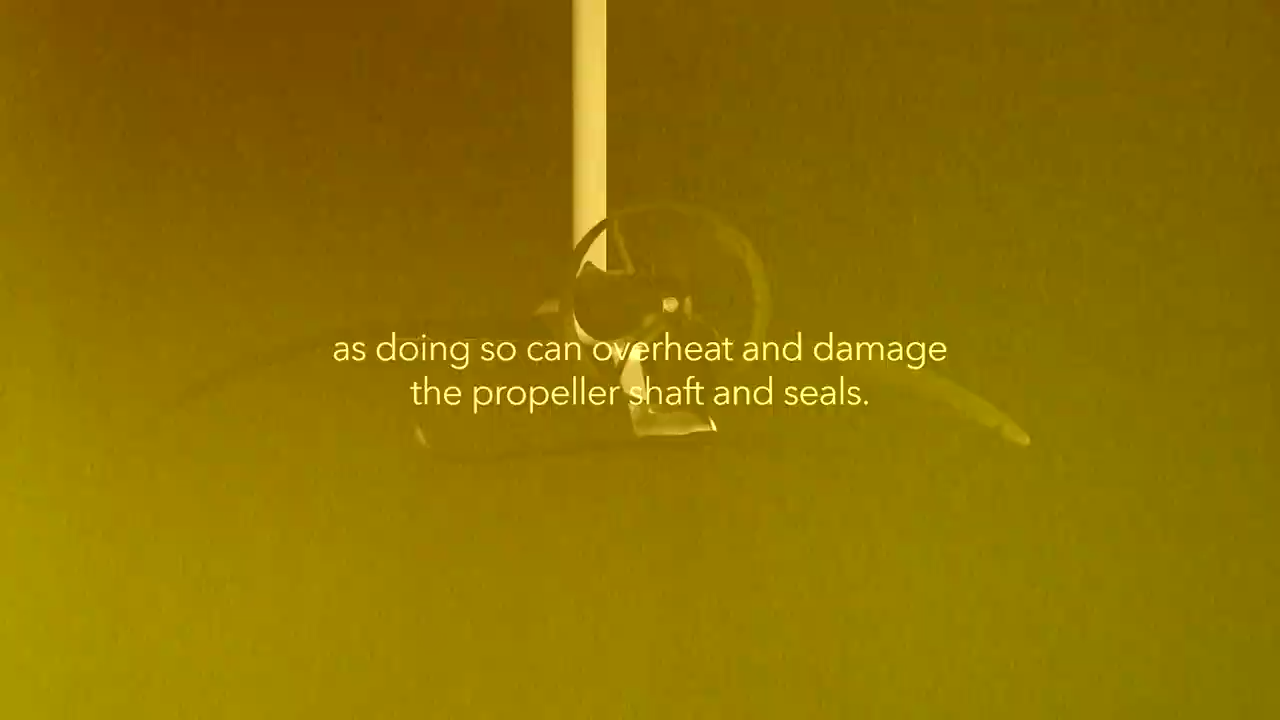 as doing so can overheat and damage
the propeller shaft and seals.